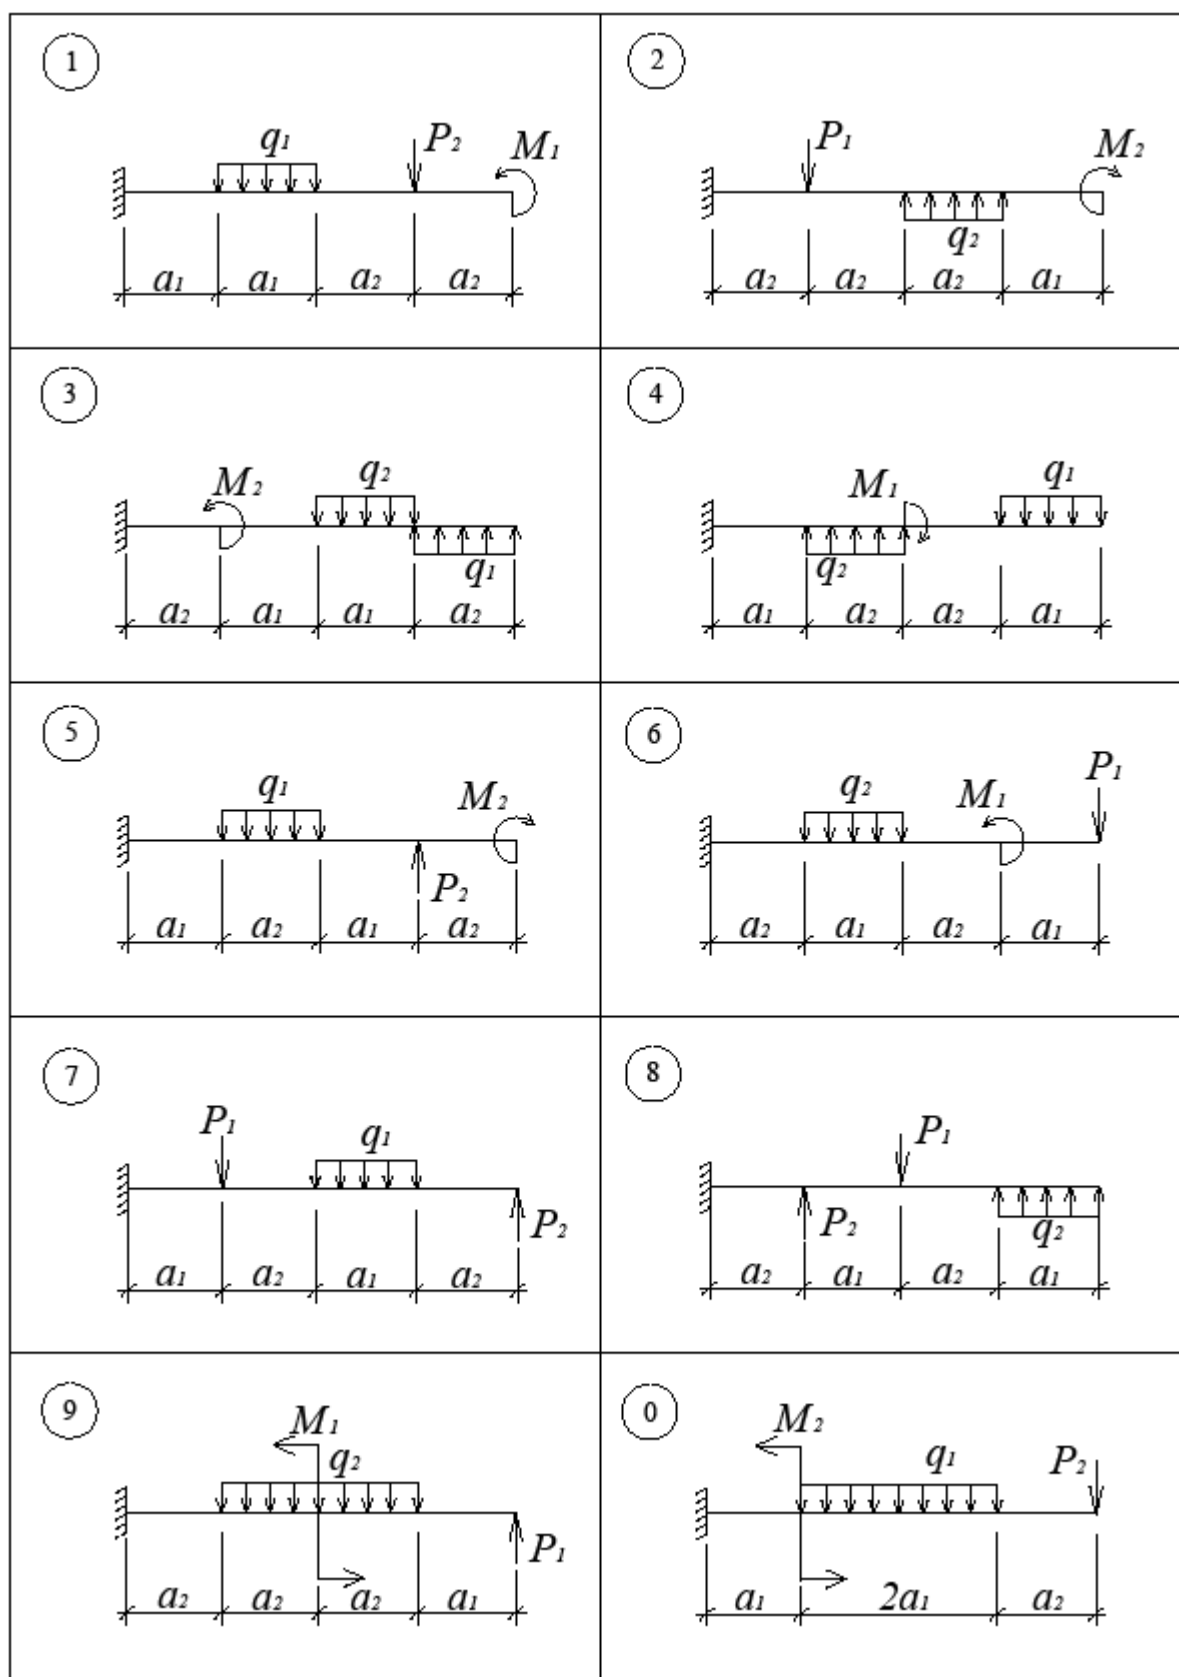 1
q1 P2 M1
a1 a1 a2 a2
2
P1 M2
q2
a2 a2 a2 a1
3
M2 q2
q1
a2 a1 a1 a2
4
M1 q1
q2
a1 a2 a2 a1
5
q1 M2
P2
a1 a2 a1 a2
6
q2 M1 P1
a2 a1 a2 a1
7
P1 q1
P2
a1 a2 a1 a2
8
P1
P2 q2
a2 a1 a2 a1
9
M1
q2
P1
a2 a2 a2 a1
0
M2 q1 P2
a1 2a1 a2